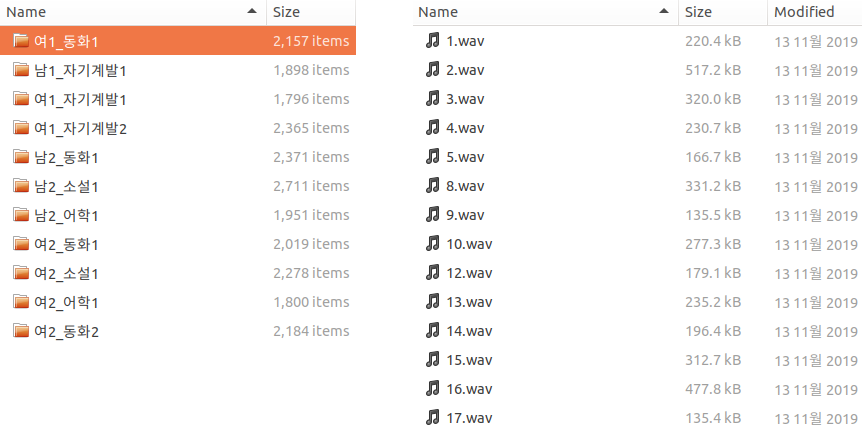 Name Size
여1_동화1 2,157 items
남1_자기계발1 1,898 items
여1_자기계발1 1,796 items
여1_자기계발2 2,365 items
남2_동화1 2,371 items
남2_소설1 2,711 items
남2_어학1 1,951 items
여2_동화1 2,019 items
여2_소설1 2,278 items
여2_어학1 1,800 items
여2_동화2 2,184 items
Name Size Modified
1.wav 220.4 kB 13 11월 2019
2.wav 517.2 kB 13 11월 2019
3.wav 320.0 kB 13 11월 2019
4.wav 230.7 kB 13 11월 2019
5.wav 166.7 kB 13 11월 2019
8.wav 331.2 kB 13 11월 2019
9.wav 135.5 kB 13 11월 2019
10.wav 277.3 kB 13 11월 2019
12.wav 179.1 kB 13 11월 2019
13.wav 235.2 kB 13 11월 2019
14.wav 196.4 kB 13 11월 2019
15.wav 312.7 kB 13 11월 2019
16.wav 477.8 kB 13 11월 2019
17.wav 135.4 kB 13 11월 2019